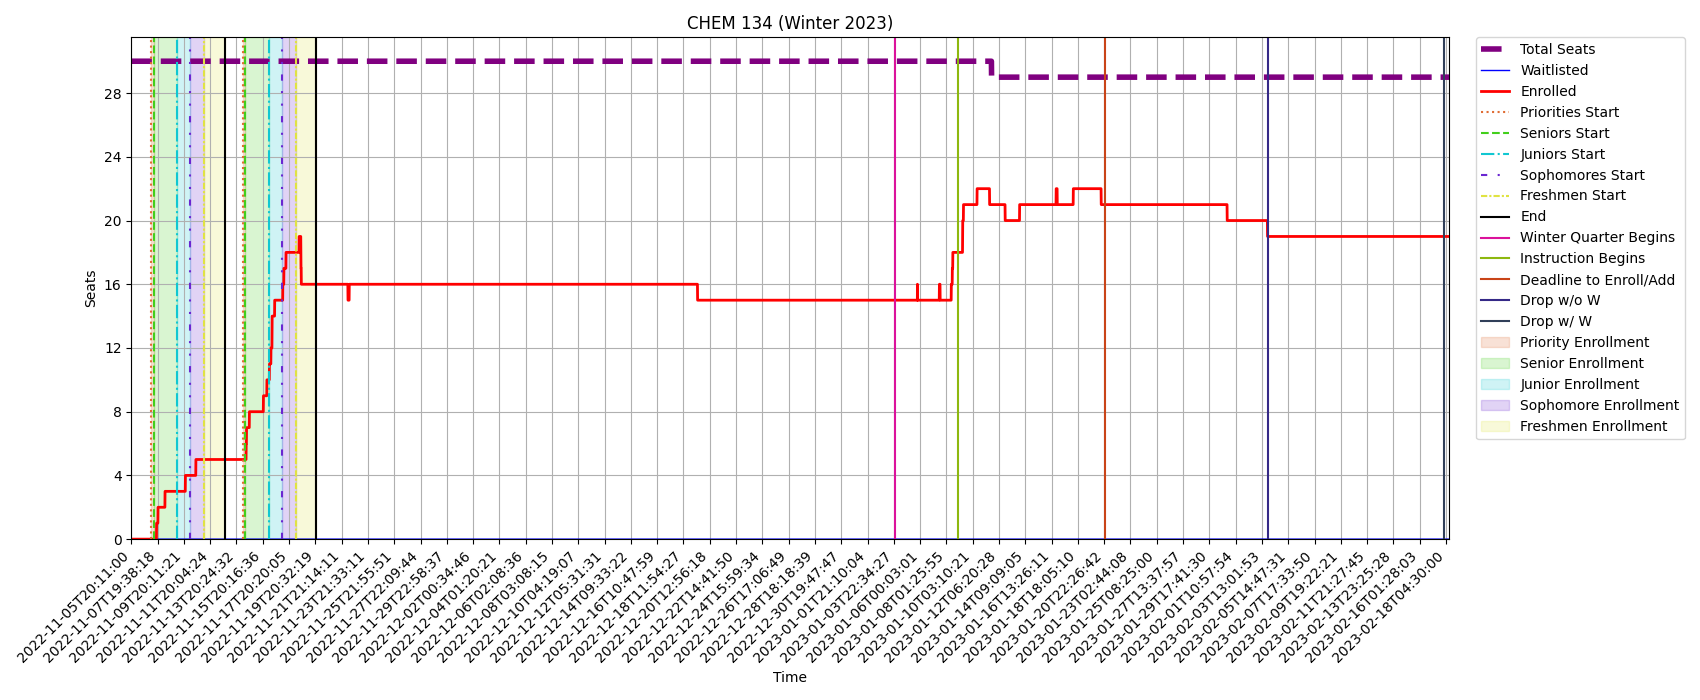 CHEM 134 (Winter 2023)
Seats
28
24
20
16
12
8
4
0
2022-11-05T20:11:00
2022-11-07T19:38:18
2022-11-09T20:11:21
2022-11-11T20:04:24
2022-11-13T20:24:32
2022-11-15T20:16:36
2022-11-17T20:20:05
2022-11-19T20:32:19
2022-11-21T21:14:11
2022-11-23T21:33:11
2022-11-25T21:55:51
2022-11-27T22:09:44
2022-11-29T22:58:37
2022-12-02T00:34:46
2022-12-04T01:20:21
2022-12-06T02:08:36
2022-12-08T03:08:15
2022-12-10T04:19:07
2022-12-12T05:31:31
2022-12-14T09:33:22
2022-12-16T10:47:59
2022-12-18T11:54:27
2022-12-20T12:56:18
2022-12-22T14:41:50
2022-12-24T15:59:34
2022-12-26T17:06:49
2022-12-28T18:18:39
2022-12-30T19:47:47
2023-01-01T21:10:04
2023-01-03T22:34:27
2023-01-06T00:03:01
2023-01-08T01:25:55
2023-01-10T03:10:21
2023-01-12T06:20:28
2023-01-14T09:09:05
2023-01-16T13:26:11
2023-01-18T18:05:10
2023-01-20T22:26:42
2023-01-23T02:44:08
2023-01-25T08:25:00
2023-01-27T13:37:57
2023-01-29T17:41:30
2023-02-01T10:57:54
2023-02-03T13:01:53
2023-02-05T14:47:31
2023-02-07T17:33:50
2023-02-09T19:22:21
2023-02-11T21:27:45
2023-02-13T23:25:28
2023-02-16T01:28:03
2023-02-18T04:30:00
Time
Total Seats
Waitlisted
Enrolled
Priorities Start
Seniors Start
Juniors Start
Sophomores Start
Freshmen Start
End
Winter Quarter Begins
Instruction Begins
Deadline to Enroll/Add
Drop w/o W
Drop w/ W
Priority Enrollment
Senior Enrollment
Junior Enrollment
Sophomore Enrollment
Freshmen Enrollment